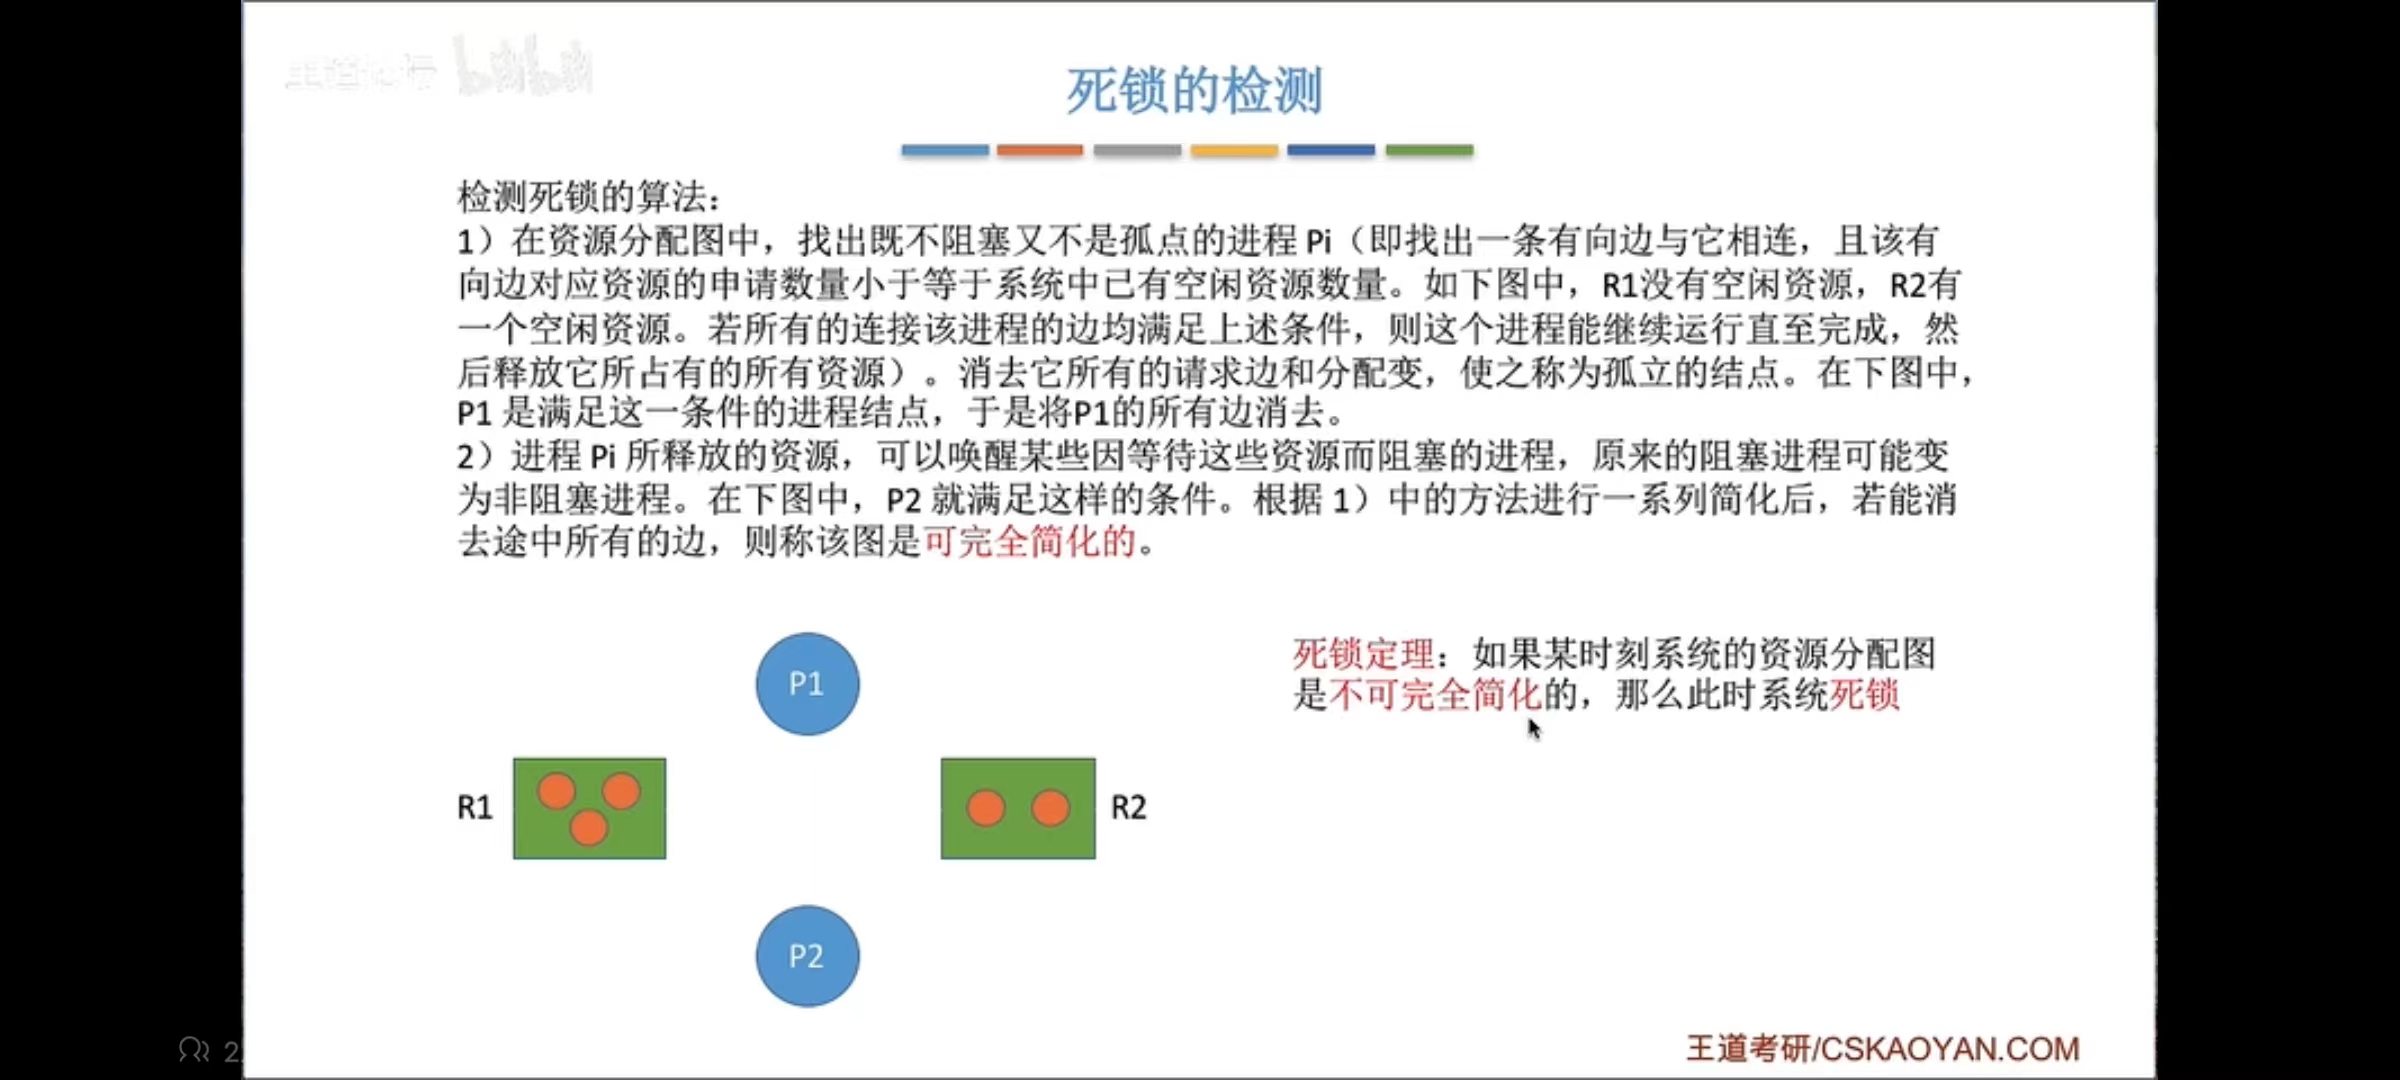 死锁的检测
检测死锁的算法：
1）在资源分配图中，找出既不阻塞又不是孤点的进程 Pi（即找出一条有向边与它相连，且该有
向边对应资源的申请数量小于等于系统中已有空闲资源数量。如下图中，R1没有空闲资源，R2有
一个空闲资源。若所有的连接该进程的边均满足上述条件，则这个进程能继续运行直至完成，然
后释放它所占有的所有资源）。消去它所有的请求边和分配变，使之称为孤立的结点。在下图中，
P1 是满足这一条件的进程结点，于是将P1的所有边消去。
2）进程 Pi 所释放的资源，可以唤醒某些因等待这些资源而阻塞的进程，原来的阻塞进程可能变
为非阻塞进程。在下图中，P2 就满足这样的条件。根据 1）中的方法进行一系列简化后，若能消
去途中所有的边，则称该图是可完全简化的。
P1
死锁定理：如果某时刻系统的资源分配图
是不可完全简化的，那么此时系统死锁
R1
R2
P2
2
王道考研/CSKAOYAN.COM